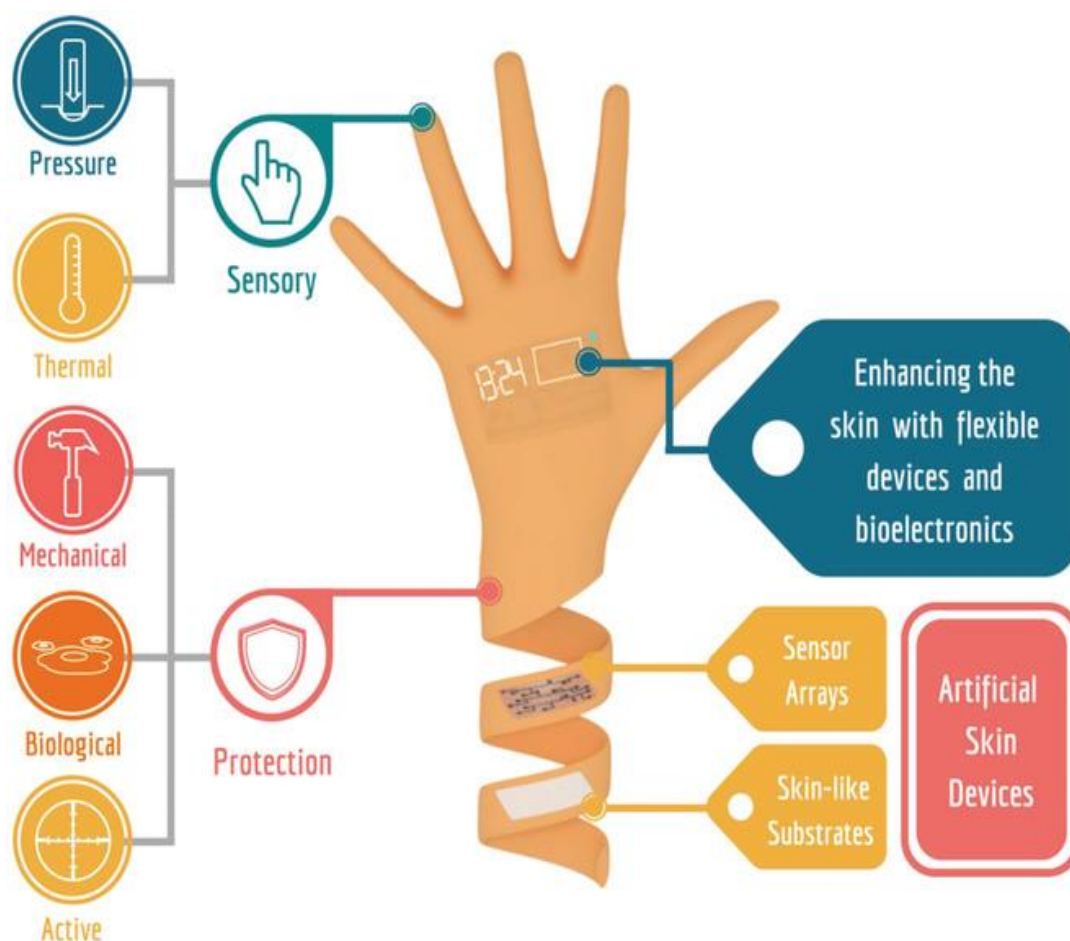 Pressure
Thermal
Sensory
Mechanical
Biological
Active
Protection
13:24
Enhancing the
skin with flexible
devices and
bioelectronics
Sensor
Arrays
Skin-like
Substrates
Artificial
Skin
Devices